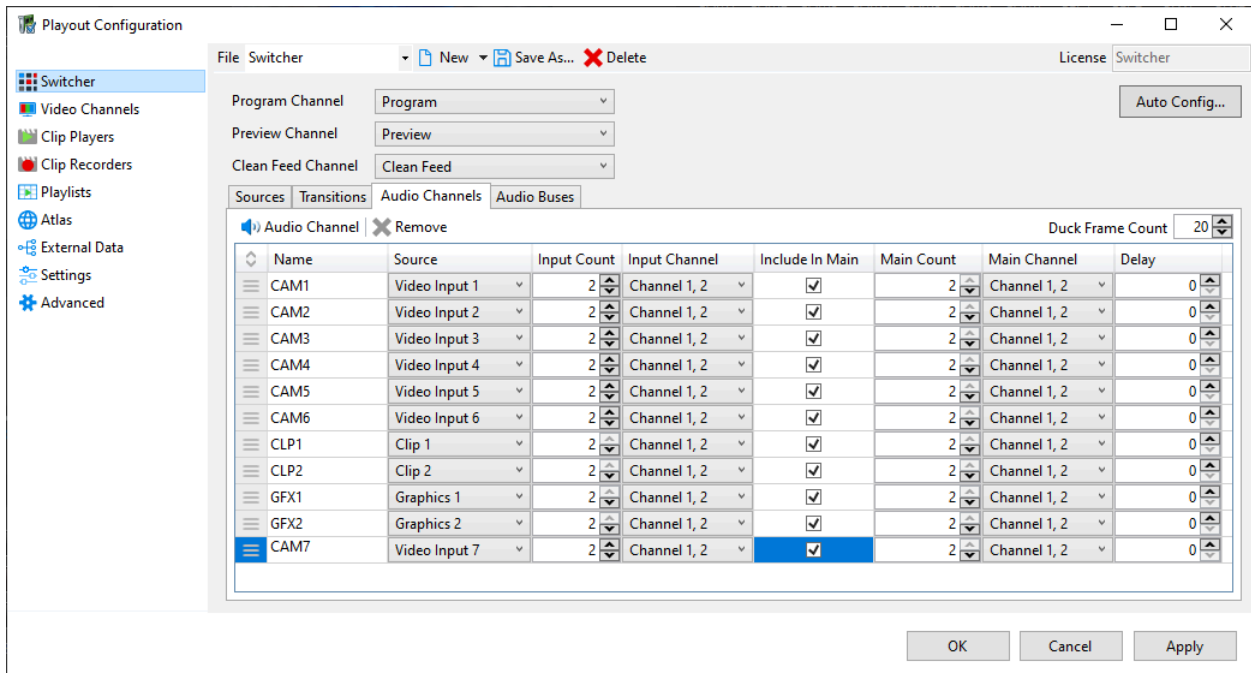 Playout Configuration
File Switcher New Save As... Delete License Switcher
Switcher
Video Channels
Clip Players
Clip Recorders
Playlists
Atlas
External Data
Settings
Advanced
Program Channel Program Auto Config...
Preview Channel Preview
Clean Feed Channel Clean Feed
Sources Transitions Audio Channels Audio Buses
Audio Channel Remove Duck Frame Count 20
Name Source Input Count Input Channel Include In Main Main Count Main Channel Delay
CAM1 Video Input 1 2 Channel 1, 2 2 Channel 1, 2 0
CAM2 Video Input 2 2 Channel 1, 2 2 Channel 1, 2 0
CAM3 Video Input 3 2 Channel 1, 2 2 Channel 1, 2 0
CAM4 Video Input 4 2 Channel 1, 2 2 Channel 1, 2 0
CAM5 Video Input 5 2 Channel 1, 2 2 Channel 1, 2 0
CAM6 Video Input 6 2 Channel 1, 2 2 Channel 1, 2 0
CLP1 Clip 1 2 Channel 1, 2 2 Channel 1, 2 0
CLP2 Clip 2 2 Channel 1, 2 2 Channel 1, 2 0
GFX1 Graphics 1 2 Channel 1, 2 2 Channel 1, 2 0
GFX2 Graphics 2 2 Channel 1, 2 2 Channel 1, 2 0
CAM7 Video Input 7 2 Channel 1, 2 2 Channel 1, 2 0
OK Cancel Apply